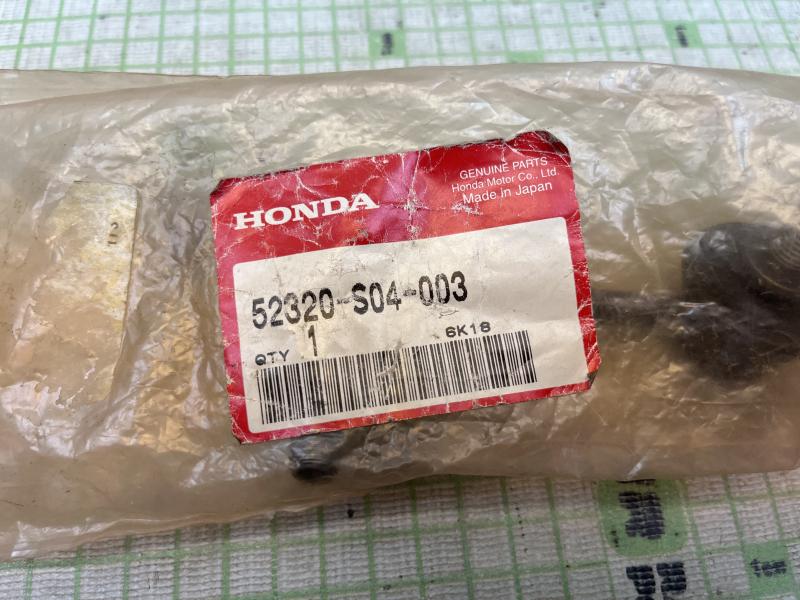 GENUINE PARTS
HONDA
Honda Motor Co., Ltd.
Made in Japan
52320-S04-003
QTY 1
6K18